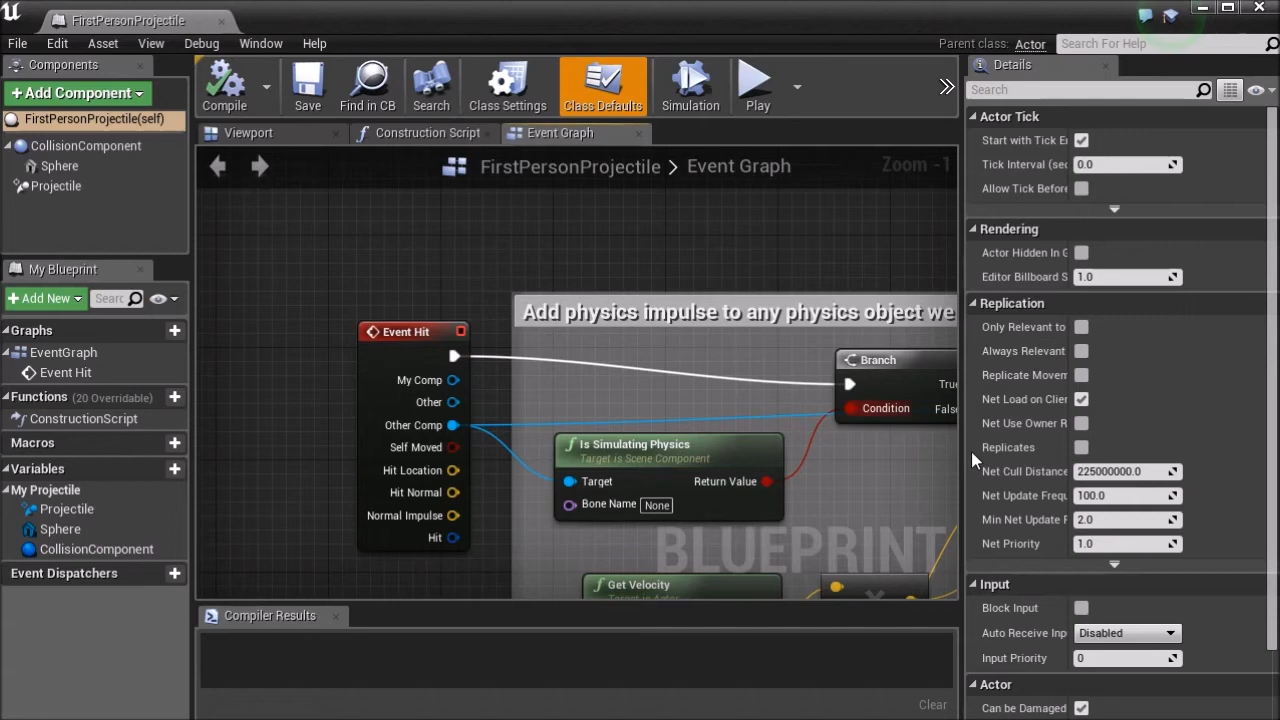 FirstPersonProjectile
File Edit Asset View Debug Window Help
Parent class: Actor
Search For Help
Components
Add Component
FirstPersonProjectile(self)
CollisionComponent
Sphere
Projectile
My Blueprint
Add New
Searc
Graphs
EventGraph
Event Hit
Functions (20 Overridable)
ConstructionScript
Macros
Variables
My Projectile
Projectile
Sphere
CollisionComponent
Event Dispatchers
Compile
Save
Find in CB
Search
Class Settings
Class Defaults
Simulation
Play
Viewport
Construction Script
Event Graph
FirstPersonProjectile > Event Graph
Zoom -1
Add physics impulse to any physics object we
Event Hit
My Comp
Other
Other Comp
Self Moved
Hit Location
Hit Normal
Normal Impulse
Hit
Branch
True
Condition
False
Is Simulating Physics
Target is Scene Component
Target
Return Value
Bone Name None
BLUEPRINT
Get Velocity
Target is Actor
Compiler Results
Clear
Details
Search
Actor Tick
Start with Tick E
Tick Interval (sec 0.0
Allow Tick Before
Rendering
Actor Hidden In G
Editor Billboard S 1.0
Replication
Only Relevant to
Always Relevant
Replicate Movem
Net Load on Clien
Net Use Owner R
Replicates
Net Cull Distance 225000000.0
Net Update Frequ 100.0
Min Net Update F 2.0
Net Priority 1.0
Input
Block Input
Auto Receive Inp Disabled
Input Priority 0
Actor
Can be Damaged